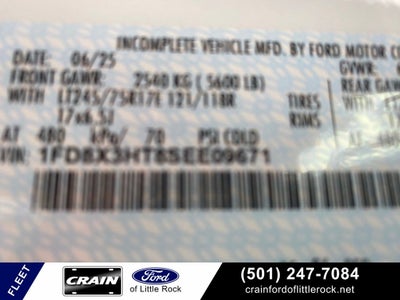 INCOMPLETE VEHICLE MFD. BY FORD MOTOR
DATE: 06/25 GVWR:
FRONT GAWR: 2540 KG ( 5600 LB) REAR GAWR
WITH LT245/75R17E 121/118R TIRES WITH
17x6.5J RIMS
AT 480 kPa/ 70 PSI COLD AT
VIN: 1FD8X3HT6SEE09671
FLEET
CRAIN
Ford
of Little Rock
(501) 247-7084
crainfordoflittlerock.net